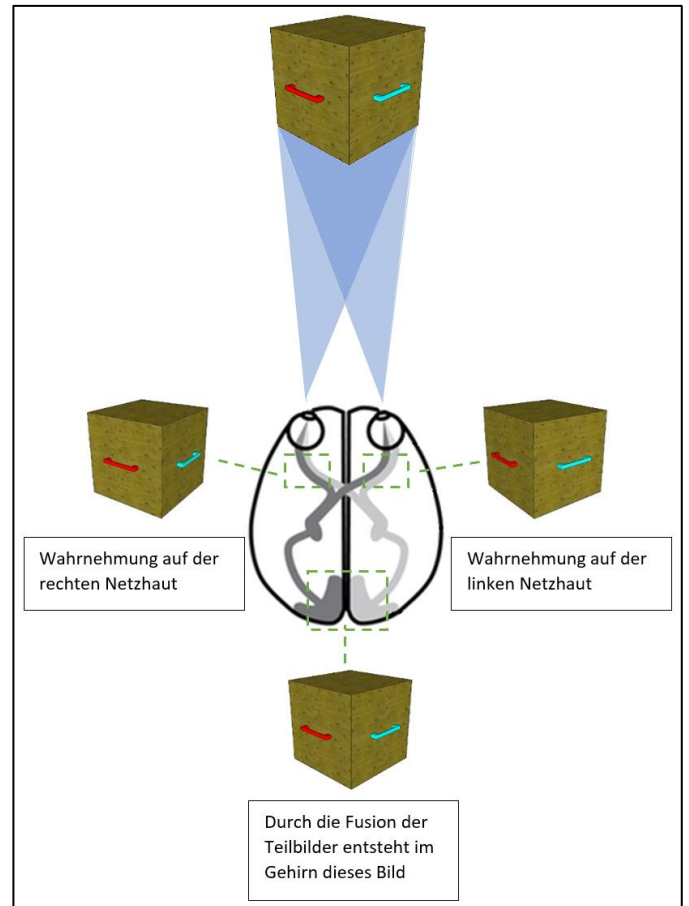 Wahrnehmung auf der
rechten Netzhaut
Wahrnehmung auf der
linken Netzhaut
Durch die Fusion der
Teilbilder entsteht im
Gehirn dieses Bild